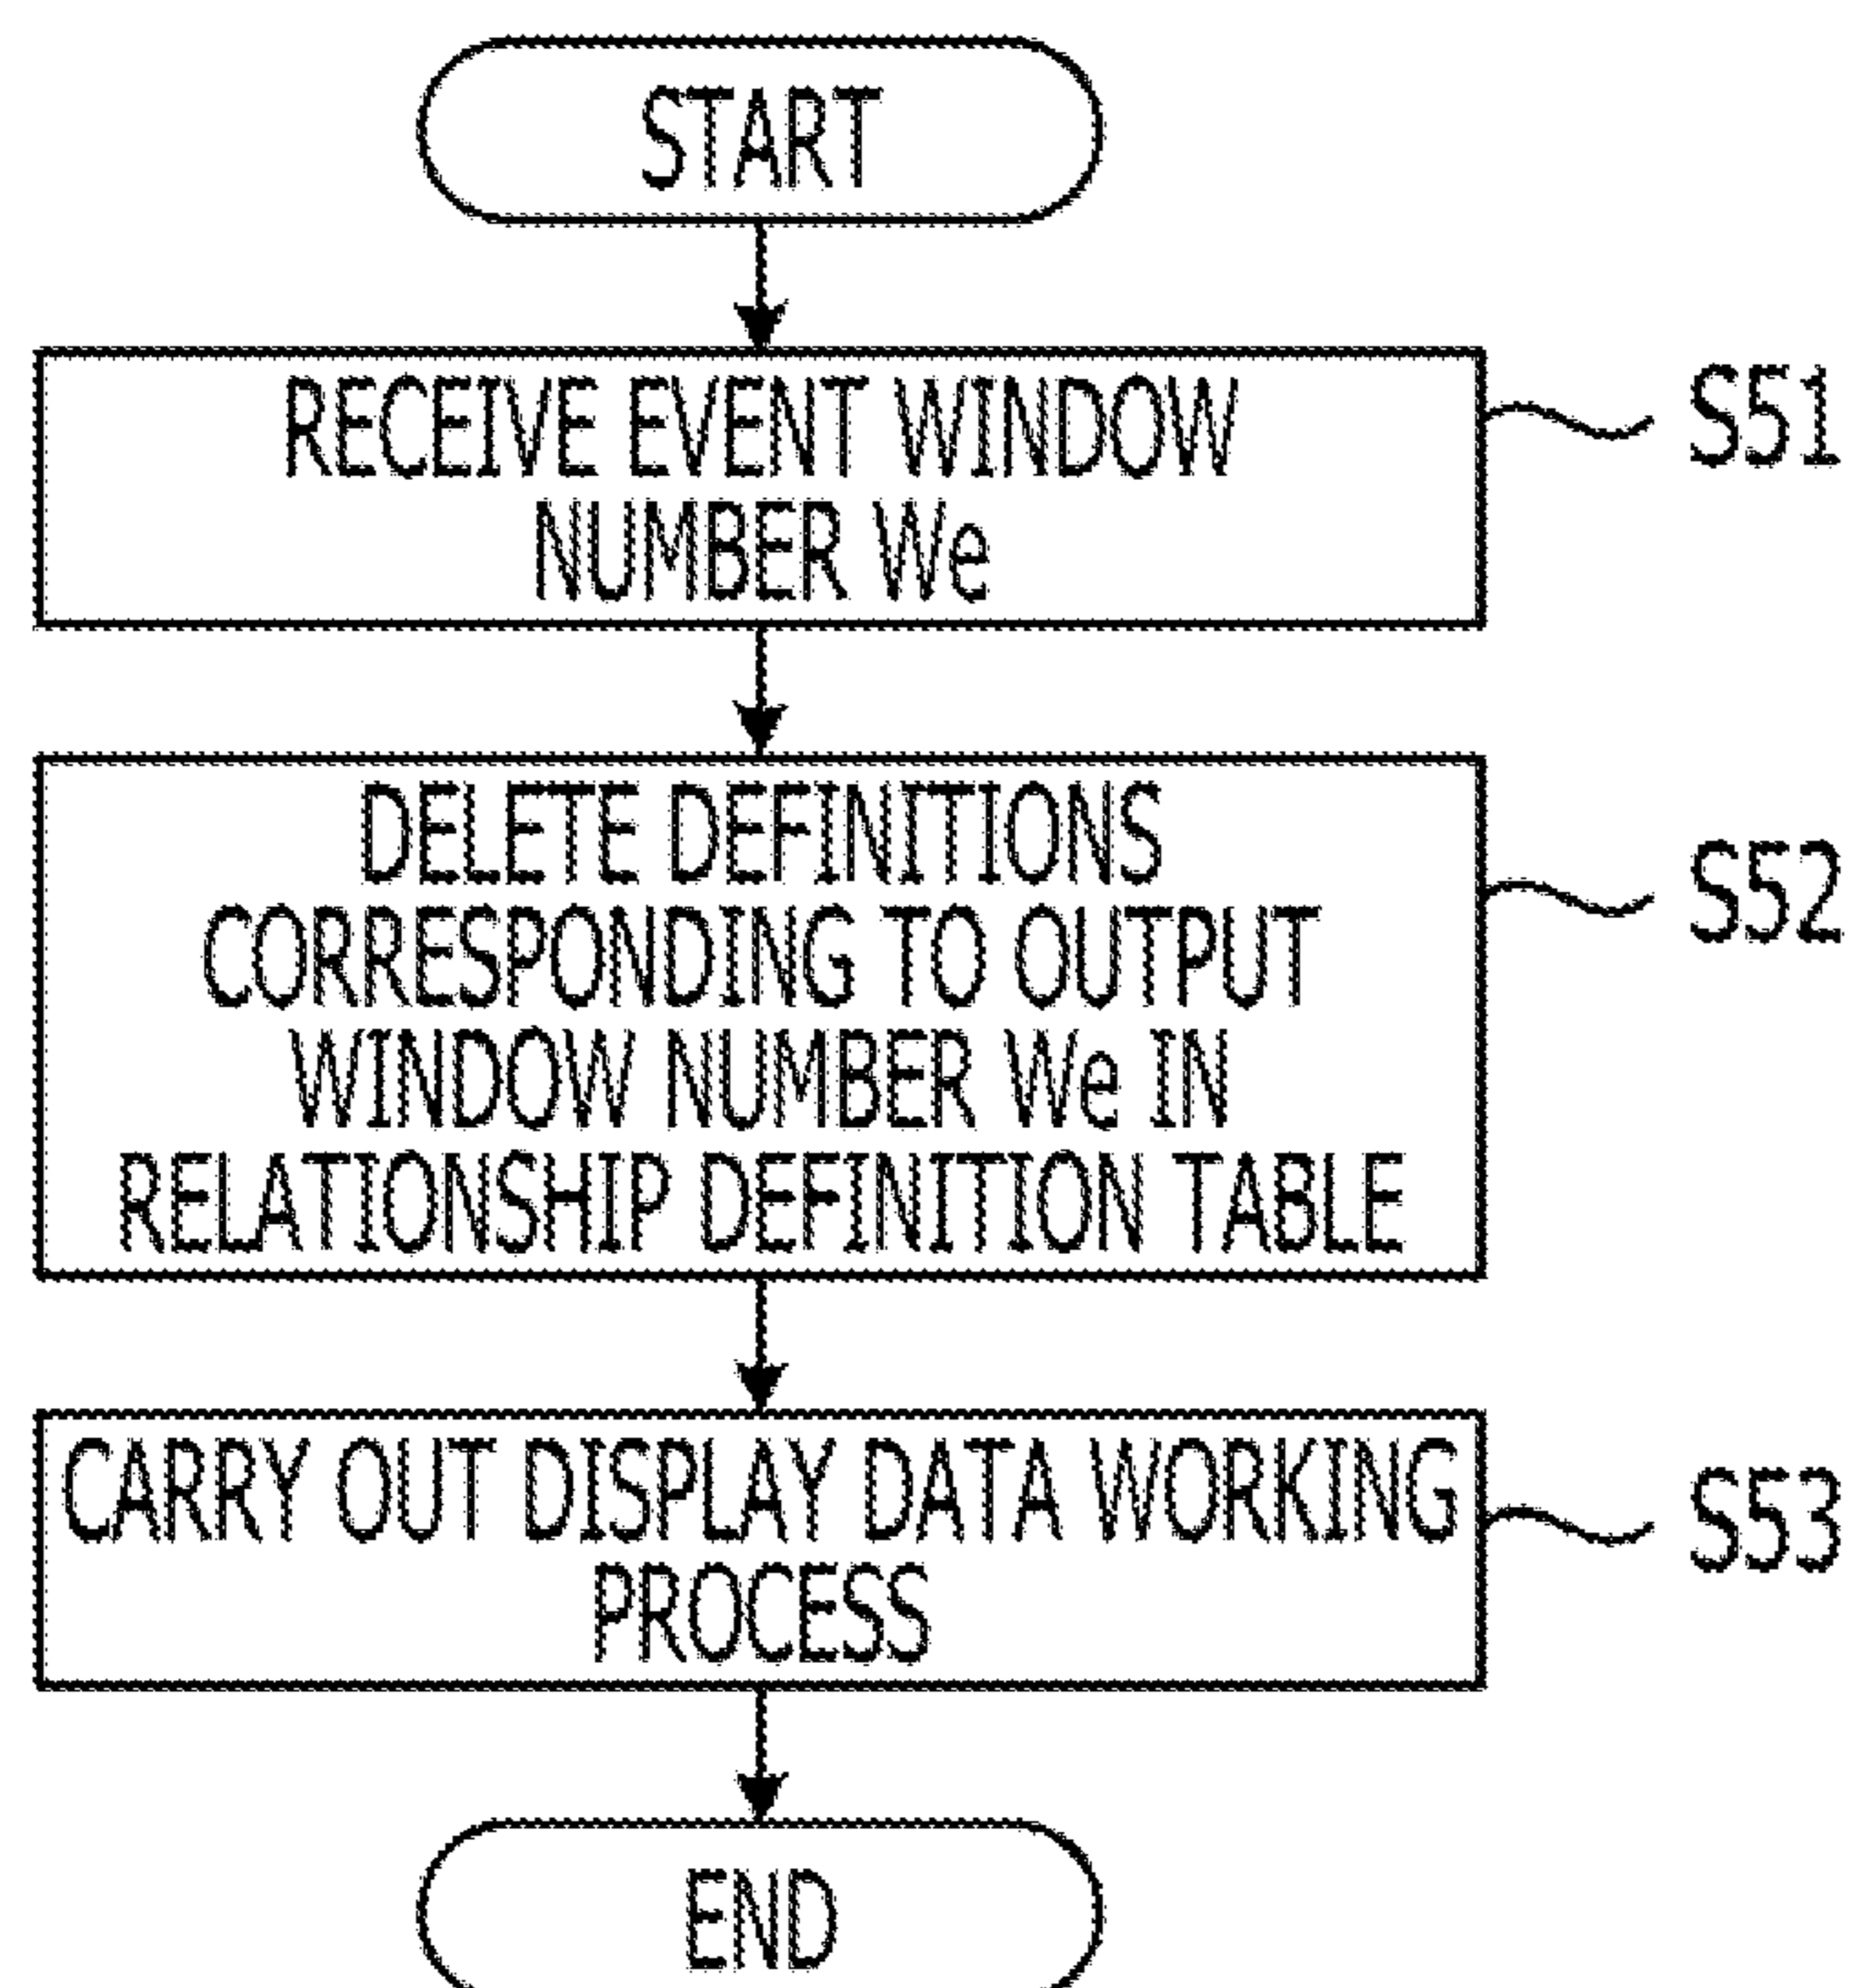 START
RECEIVE EVENT WINDOW
NUMBER We
S51
DELETE DEFINITIONS
CORRESPONDING TO OUTPUT
WINDOW NUMBER We IN
RELATIONSHIP DEFINITION TABLE
S52
CARRY OUT DISPLAY DATA WORKING
PROCESS
S53
END